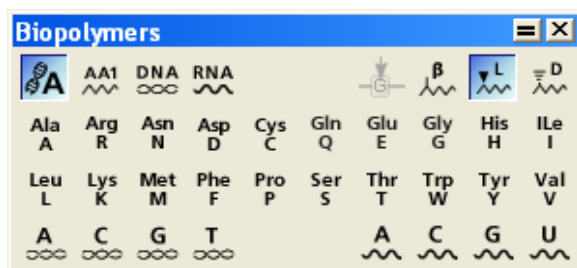 Biopolymers
A AA1 DNA RNA G β L D
Ala Arg Asn Asp Cys Gln Glu Gly His ILe
A R N D C Q E G H I
Leu Lys Met Phe Pro Ser Thr Trp Tyr Val
L K M F P S T W Y V
A C G T A C G U